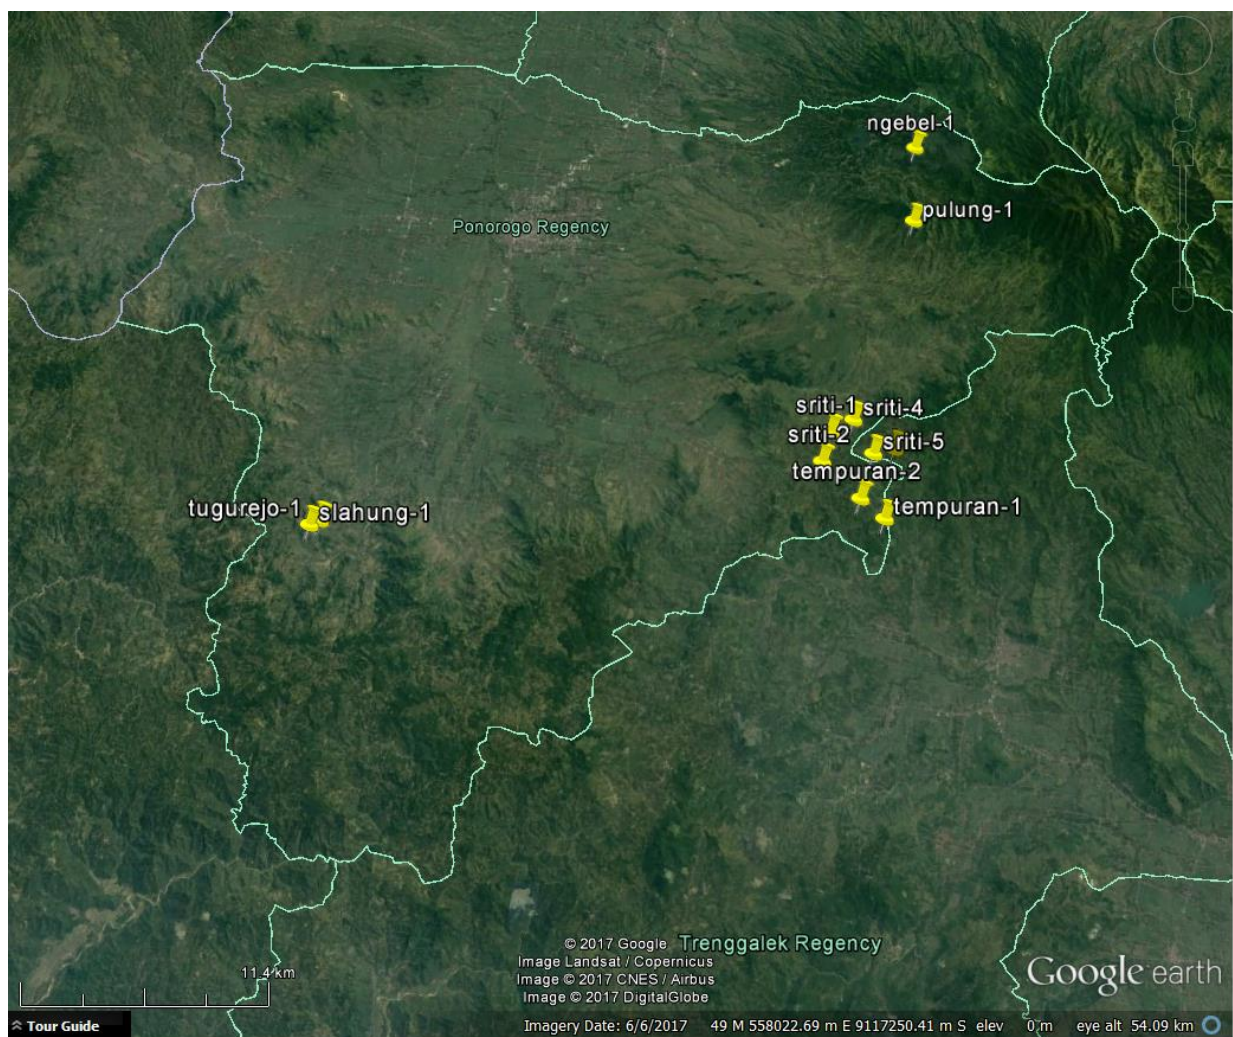 ngebel-1
pulung-1
Ponorogo Regency
sriti-1
sriti-4
sriti-2
sriti-5
tempuran-2
tempuran-1
tugurejo-1
slahung-1
© 2017 Google
Trenggalek Regency
Image Landsat / Copernicus
Image © 2017 CNES / Airbus
Image © 2017 DigitalGlobe
Google earth
11.4 km
Tour Guide
Imagery Date: 6/6/2017 49 M 558022.69 m E 9117250.41 m S elev 0 m eye alt 54.09 km